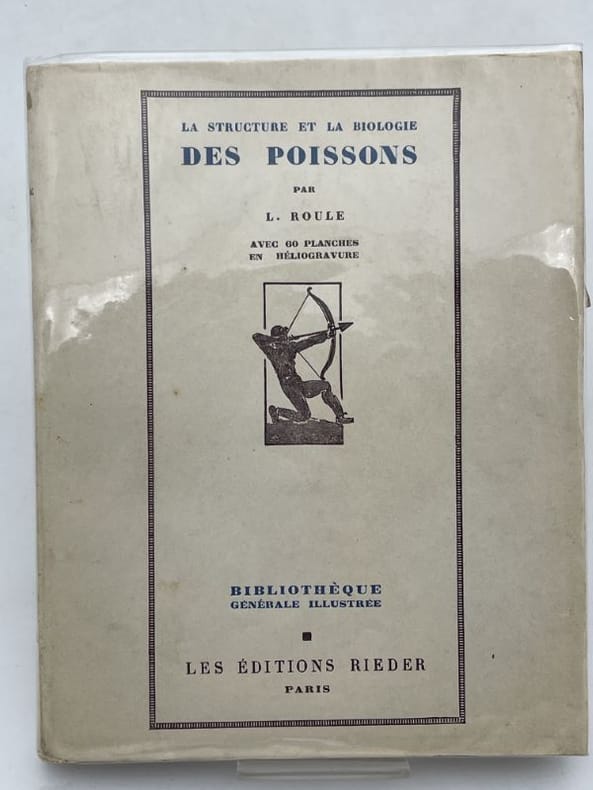 LA STRUCTURE ET LA BIOLOGIE
DES POISSONS
PAR
L. ROULE
AVEC 60 PLANCHES
EN HÉLIOGRAVURE
BIBLIOTHÈQUE
GÉNÉRALE ILLUSTRÉE
LES ÉDITIONS RIEDER
PARIS